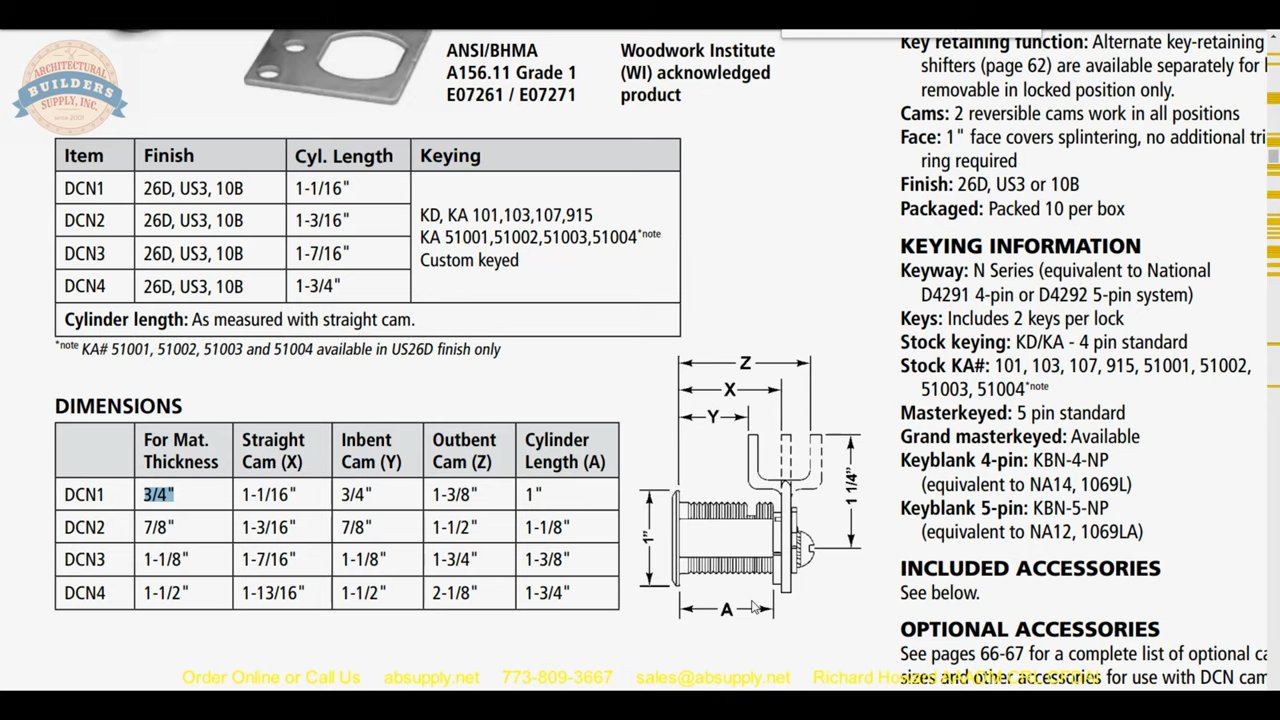 ARCHITECTURAL
BUILDERS
SUPPLY, INC.
since 2001
ANSI/BHMA
A156.11 Grade 1
E07261 / E07271
Woodwork Institute
(WI) acknowledged
product
Item Finish Cyl. Length Keying
DCN1 26D, US3, 10B 1-1/16"
DCN2 26D, US3, 10B 1-3/16"
DCN3 26D, US3, 10B 1-7/16"
DCN4 26D, US3, 10B 1-3/4"
KD, KA 101,103,107,915
KA 51001,51002,51003,51004*note
Custom keyed
Cylinder length: As measured with straight cam.
*note KA# 51001, 51002, 51003 and 51004 available in US26D finish only
DIMENSIONS
For Mat. Thickness Straight Cam (X) Inbent Cam (Y) Outbent Cam (Z) Cylinder Length (A)
DCN1 3/4" 1-1/16" 3/4" 1-3/8" 1"
DCN2 7/8" 1-3/16" 7/8" 1-1/2" 1-1/8"
DCN3 1-1/8" 1-7/16" 1-1/8" 1-3/4" 1-3/8"
DCN4 1-1/2" 1-13/16" 1-1/2" 2-1/8" 1-3/4"
Z
X
Y
1 1/4"
1"
A
Key retaining function: Alternate key-retaining
shifters (page 62) are available separately for
removable in locked position only.
Cams: 2 reversible cams work in all positions
Face: 1" face covers splintering, no additional
ring required
Finish: 26D, US3 or 10B
Packaged: Packed 10 per box
KEYING INFORMATION
Keyway: N Series (equivalent to National
D4291 4-pin or D4292 5-pin system)
Keys: Includes 2 keys per lock
Stock keying: KD/KA - 4 pin standard
Stock KA#: 101, 103, 107, 915, 51001, 51002,
51003, 51004*note
Masterkeyed: 5 pin standard
Grand masterkeyed: Available
Keyblank 4-pin: KBN-4-NP
(equivalent to NA14, 1069L)
Keyblank 5-pin: KBN-5-NP
(equivalent to NA12, 1069LA)
INCLUDED ACCESSORIES
See below.
OPTIONAL ACCESSORIES
See pages 66-67 for a complete list of optional
sizes and other accessories for use with DCN cam
Order Online or Call Us absupply.net 773-809-3667 sales@absupply.net Richard